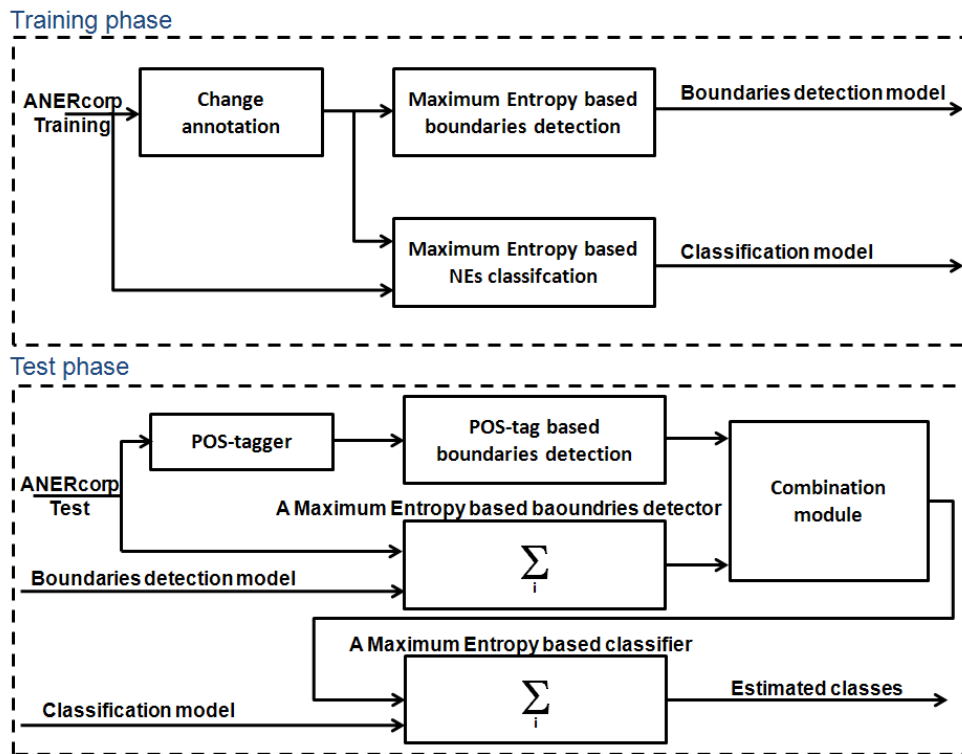 Training phase
ANERcorp
Training
Change
annotation
Maximum Entropy based
boundaries detection
Boundaries detection model
Maximum Entropy based
NEs classifcation
Classification model
Test phase
ANERcorp
Test
POS-tagger
POS-tag based
boundaries detection
Combination
module
A Maximum Entropy based baoundries detector
∑
i
Boundaries detection model
A Maximum Entropy based classifier
∑
i
Estimated classes
Classification model